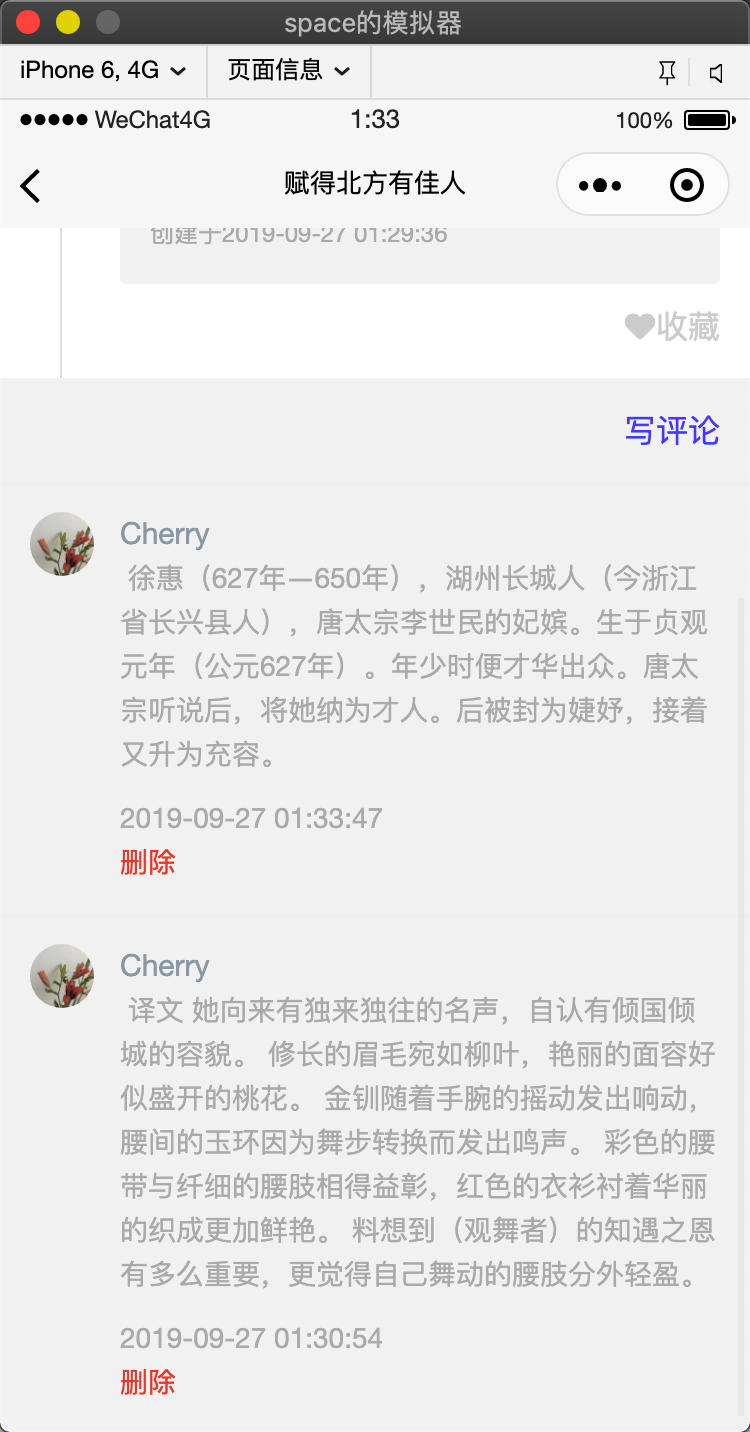 space的模拟器
iPhone 6, 4G 页面信息
WeChat4G 1:33 100%
赋得北方有佳人
创建于2019-09-27 01:29:36
收藏
写评论
Cherry
徐惠（627年—650年），湖州长城人（今浙江
省长兴县人），唐太宗李世民的妃嫔。生于贞观
元年（公元627年）。年少时便才华出众。唐太
宗听说后，将她纳为才人。后被封为婕妤，接着
又升为充容。
2019-09-27 01:33:47
删除
Cherry
译文 她向来有独来独往的名声，自认有倾国倾
城的容貌。 修长的眉毛宛如柳叶，艳丽的面容好
似盛开的桃花。 金钏随着手腕的摇动发出响动，
腰间的玉环因为舞步转换而发出鸣声。 彩色的腰
带与纤细的腰肢相得益彰，红色的衣衫衬着华丽
的织成更加鲜艳。 料想到（观舞者）的知遇之恩
有多么重要，更觉得自己舞动的腰肢分外轻盈。
2019-09-27 01:30:54
删除